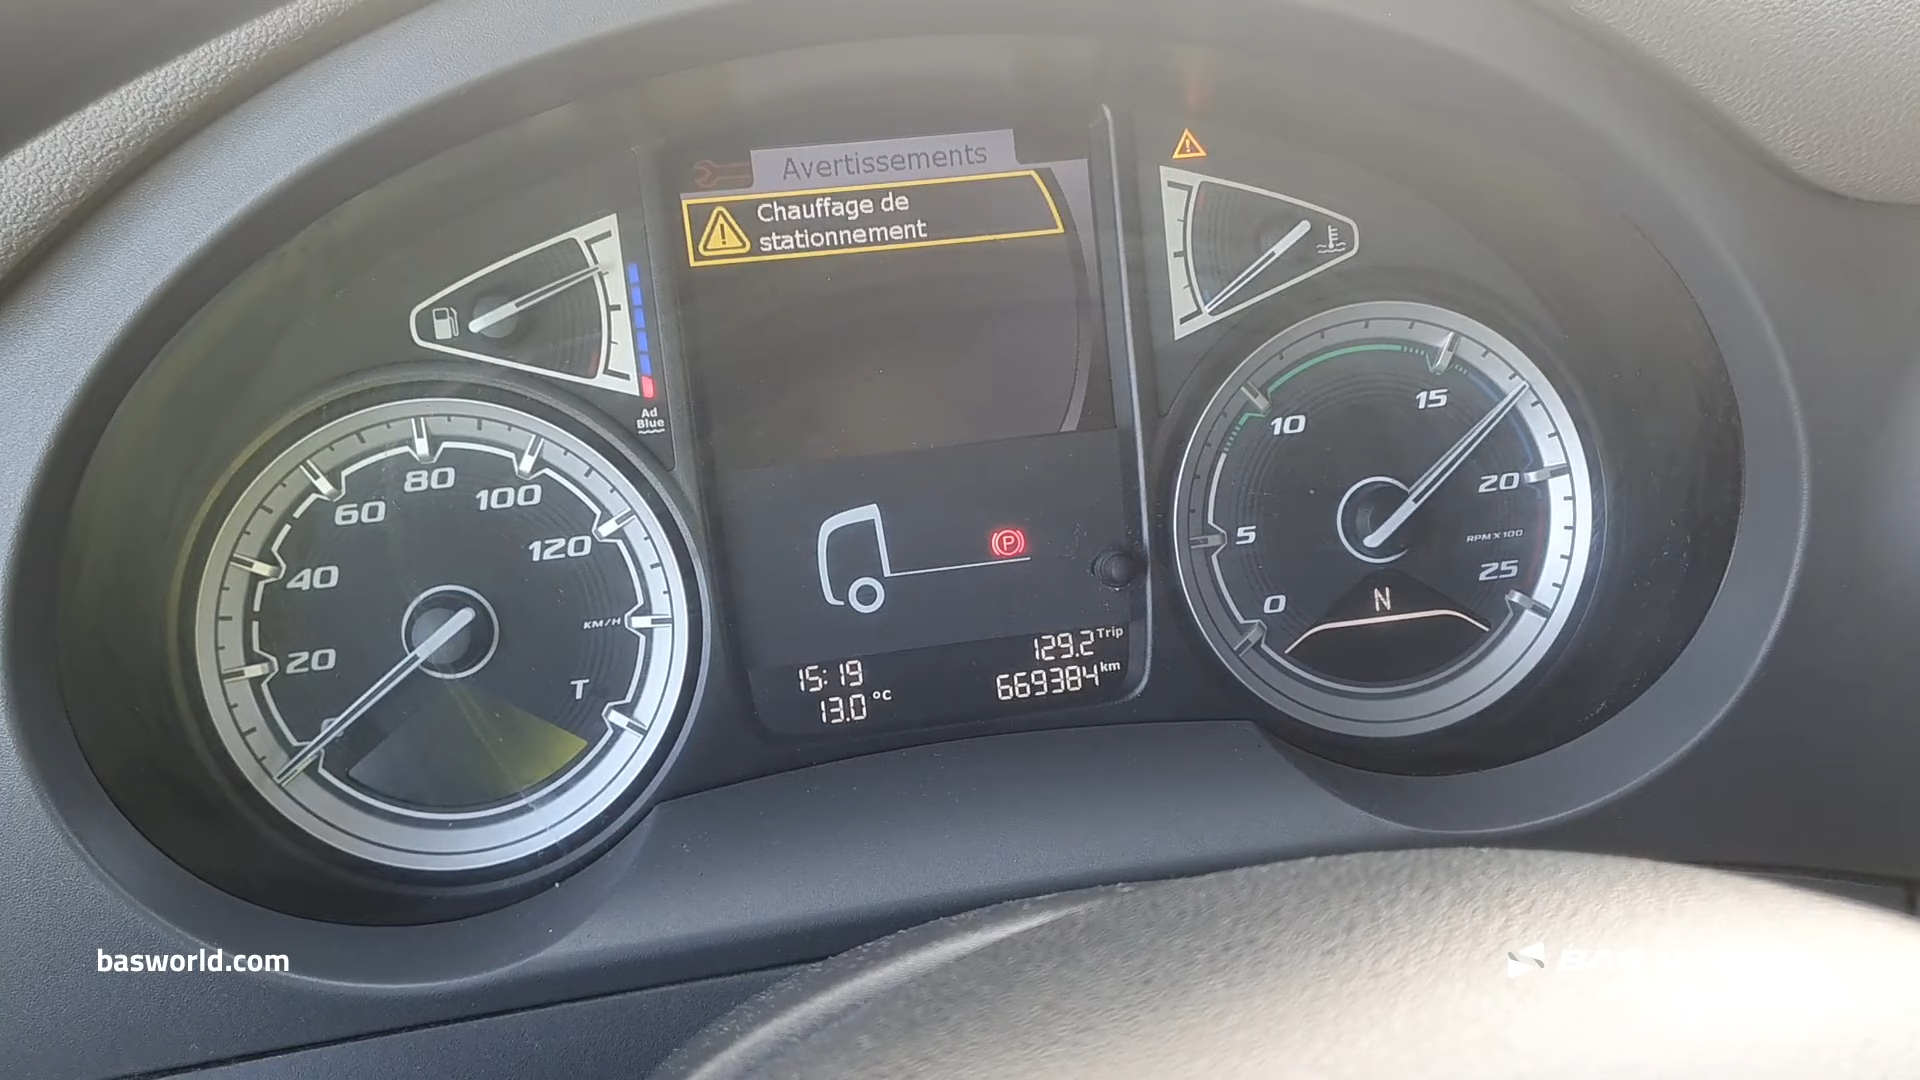 Avertissements
Chauffage de
stationnement
Ad
Blue
20
40
60
80
100
120
KM/H
T
0
5
10
15
20
25
RPM X 100
N
P
15:19
13.0 °C
129.2 Trip
669384 km
basworld.com
BAS